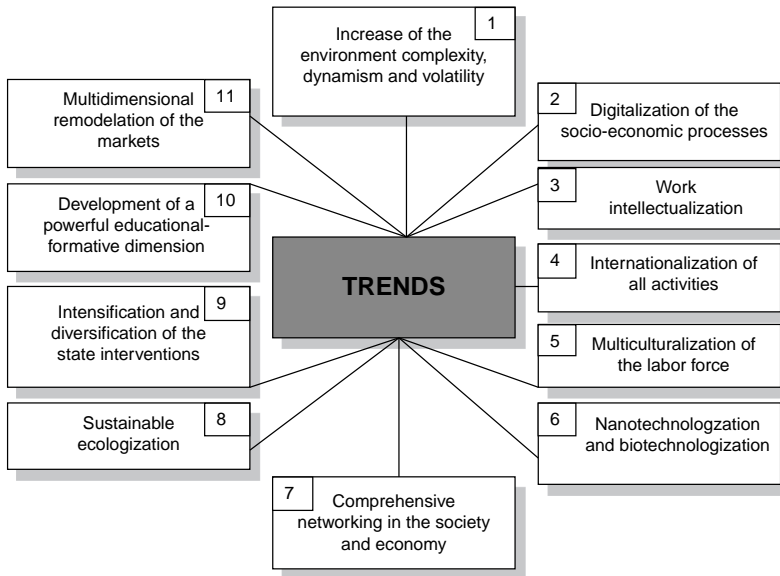 1
Increase of the
environment complexity,
dynamism and volatility
2
Digitalization of the
socio-economic processes
3
Work
intellectualization
4
Internationalization of
all activities
5
Multiculturalization of
the labor force
6
Nanotechnologzation
and biotechnologization
7
Comprehensive
networking in the society
and economy
8
Sustainable
ecologization
9
Intensification and
diversification of the
state interventions
10
Development of a
powerful educational-
formative dimension
11
Multidimensional
remodelation of the
markets
TRENDS